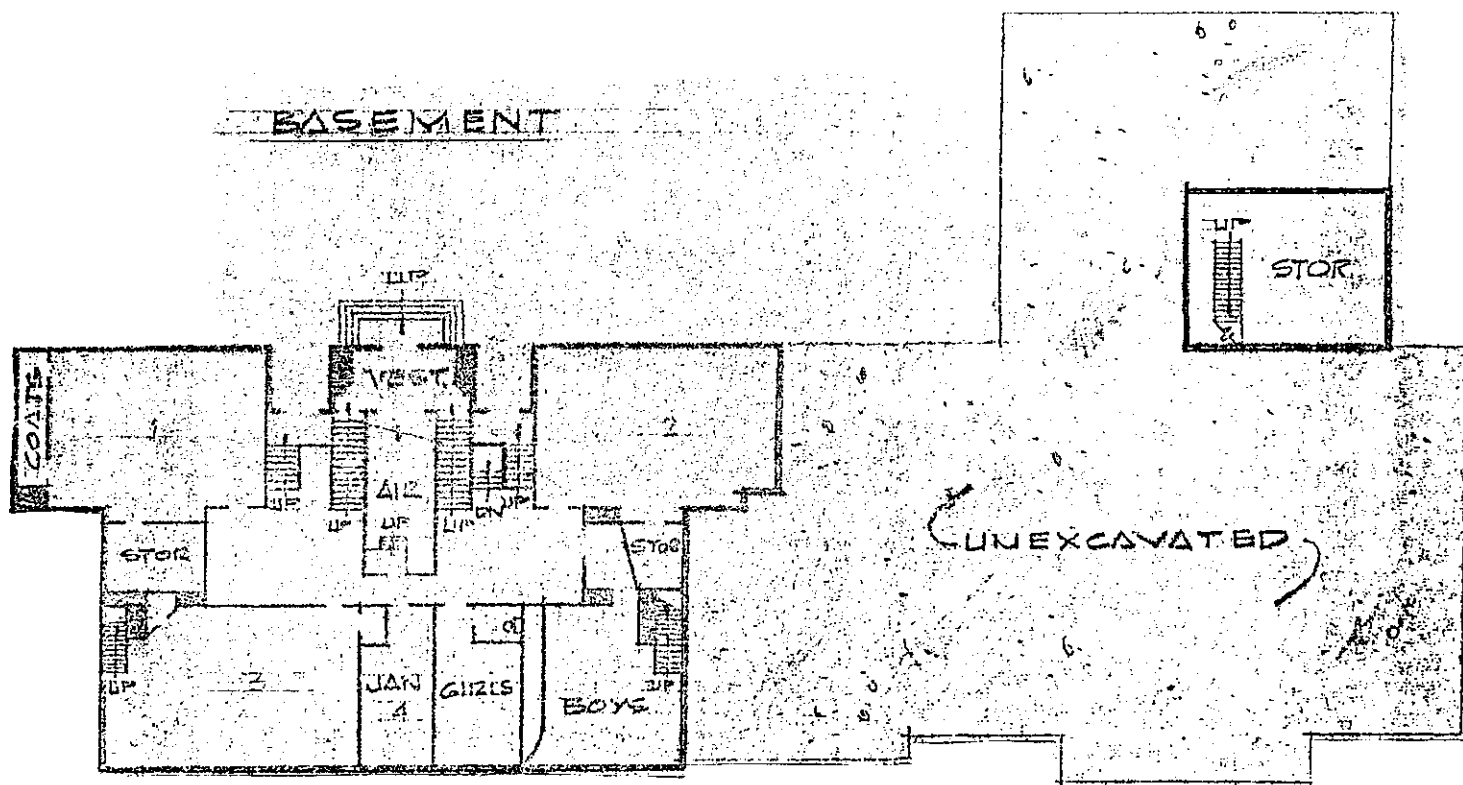 BASEMENT
UP
STOR
UP
VEST.
COATS
1
2
UP
UP
UP
DN
UP
UP
STOR
STOR
UNEXCAVATED
UP
3
JAN
4
GIRLS
BOYS
UP